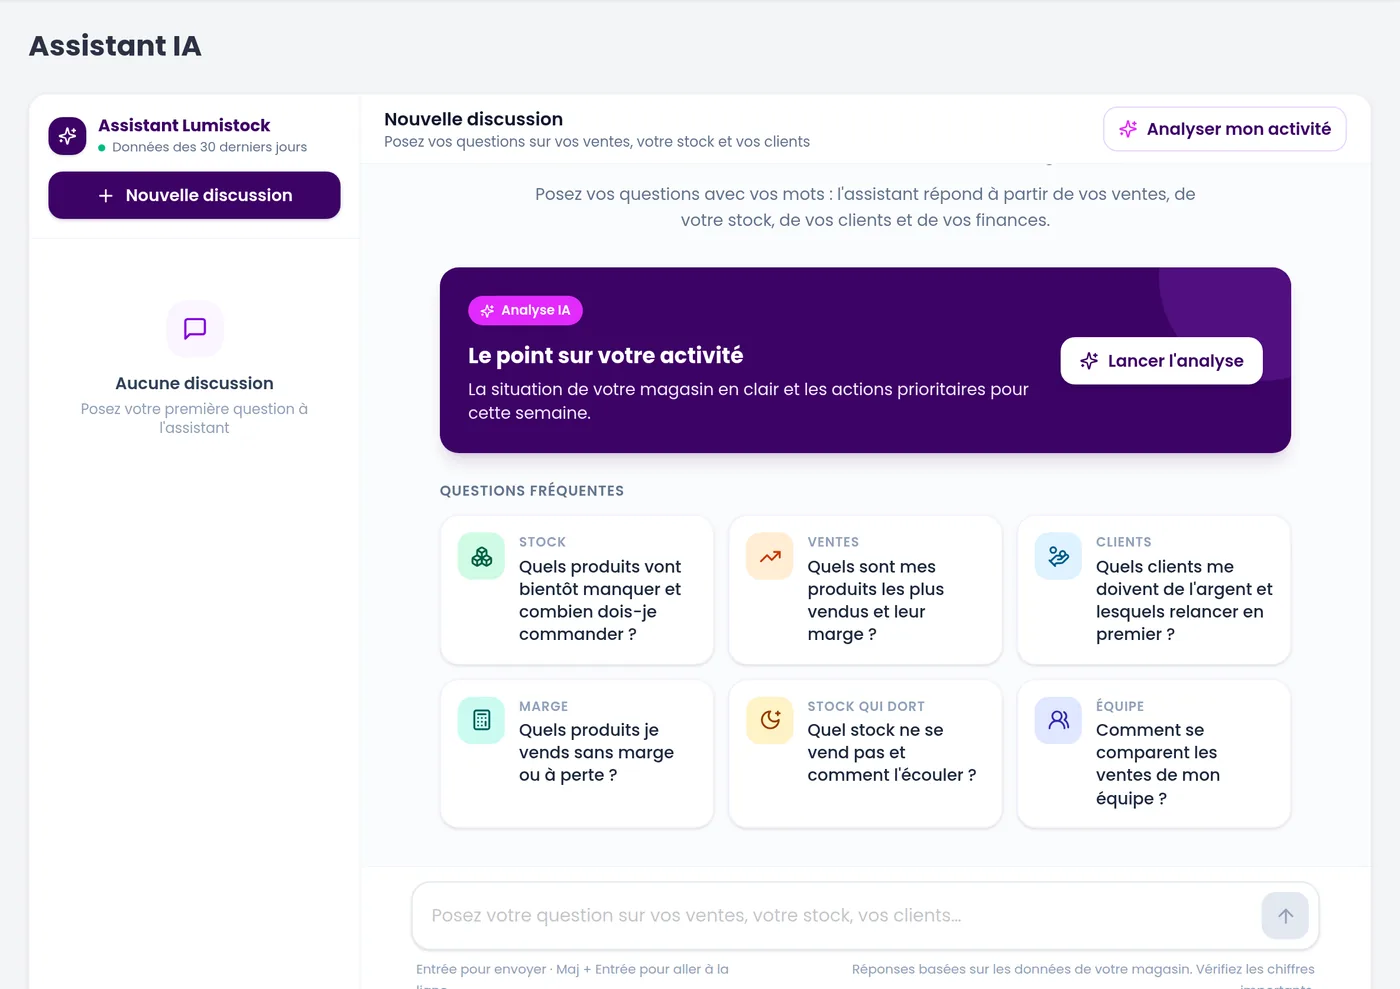 Assistant IA
Assistant Lumistock
Données des 30 derniers jours
Nouvelle discussion
Aucune discussion
Posez votre première question à
l'assistant
Nouvelle discussion
Posez vos questions sur vos ventes, votre stock et vos clients
Analyser mon activité
Posez vos questions avec vos mots : l'assistant répond à partir de vos ventes, de
votre stock, de vos clients et de vos finances.
Analyse IA
Le point sur votre activité
La situation de votre magasin en clair et les actions prioritaires pour
cette semaine.
Lancer l'analyse
QUESTIONS FRÉQUENTES
STOCK
Quels produits vont
bientôt manquer et
combien dois-je
commander ?
VENTES
Quels sont mes
produits les plus
vendus et leur
marge ?
CLIENTS
Quels clients me
doivent de l'argent et
lesquels relancer en
premier ?
MARGE
Quels produits je
vends sans marge
ou à perte ?
STOCK QUI DORT
Quel stock ne se
vend pas et
comment l'écouler ?
ÉQUIPE
Comment se
comparent les
ventes de mon
équipe ?
Posez votre question sur vos ventes, votre stock, vos clients...
Entrée pour envoyer · Maj + Entrée pour aller à la
ligne
Réponses basées sur les données de votre magasin. Vérifiez les chiffres
importants.